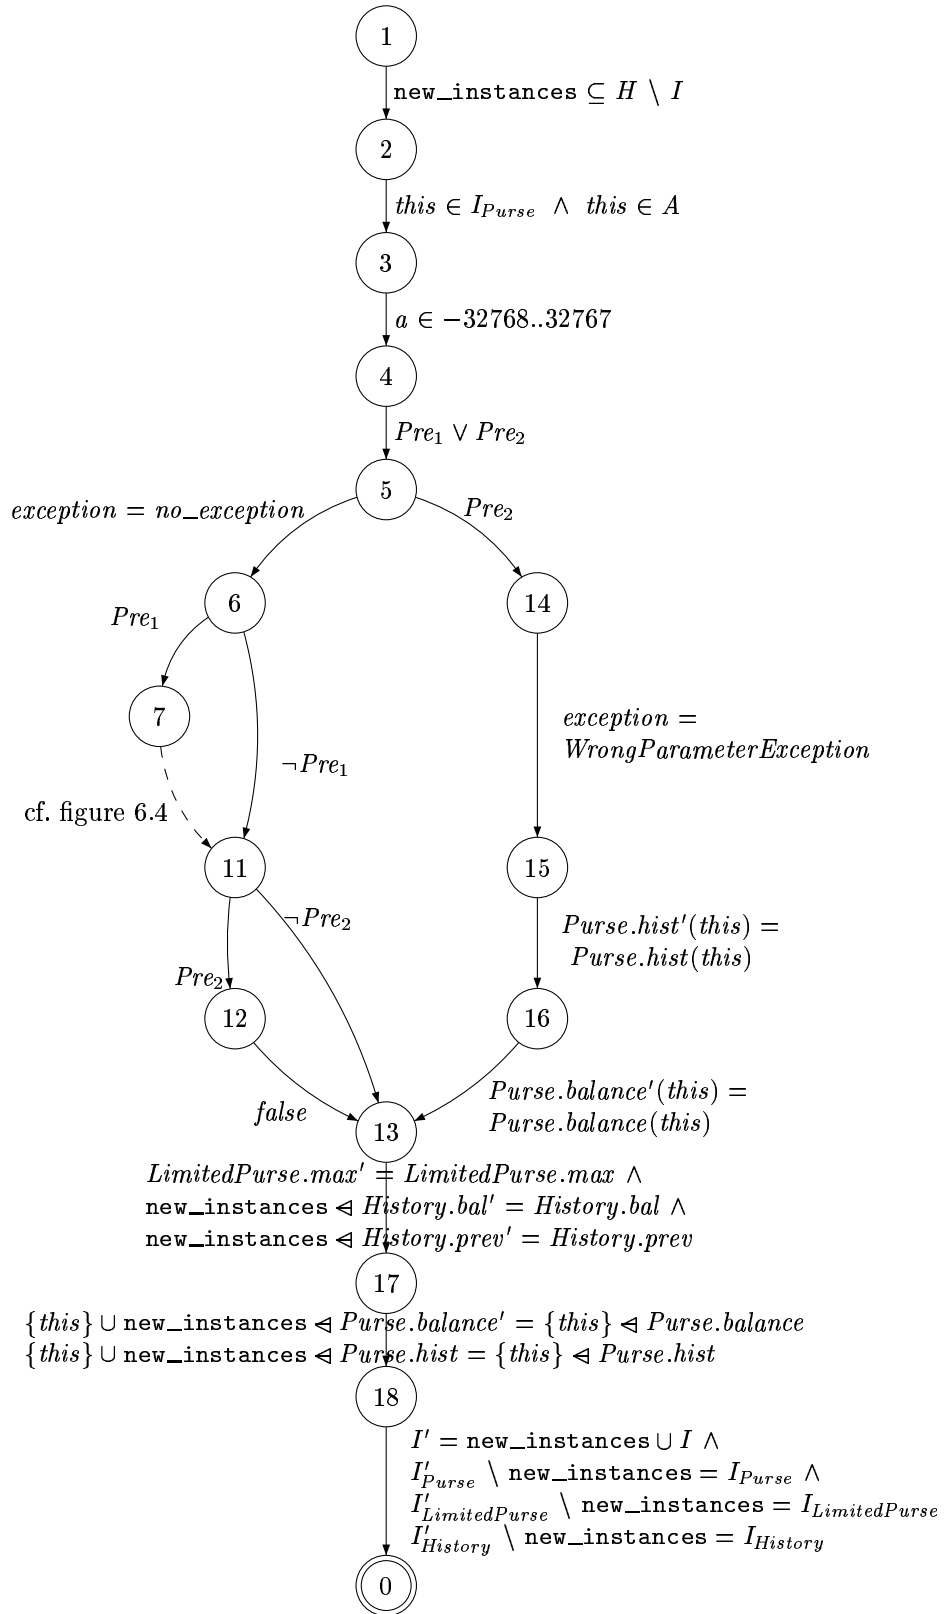 1
new_instances ⊆ H \ I
2
this ∈ I_Purse ∧ this ∈ A
3
a ∈ −32768..32767
4
Pre₁ ∨ Pre₂
5
exception = no_exception
Pre₂
6
14
Pre₁
7
exception =
WrongParameterException
¬Pre₁
cf. figure 6.4
11
15
¬Pre₂
Purse.hist′(this) =
Purse.hist(this)
Pre₂
12
16
false
Purse.balance′(this) =
Purse.balance(this)
13
LimitedPurse.max′ = LimitedPurse.max ∧
new_instances ⩤ History.bal′ = History.bal ∧
new_instances ⩤ History.prev′ = History.prev
17
{this} ∪ new_instances ⩤ Purse.balance′ = {this} ⩤ Purse.balance
{this} ∪ new_instances ⩤ Purse.hist = {this} ⩤ Purse.hist
18
I′ = new_instances ∪ I ∧
I′_Purse \ new_instances = I_Purse ∧
I′_LimitedPurse \ new_instances = I_LimitedPurse
I′_History \ new_instances = I_History
0